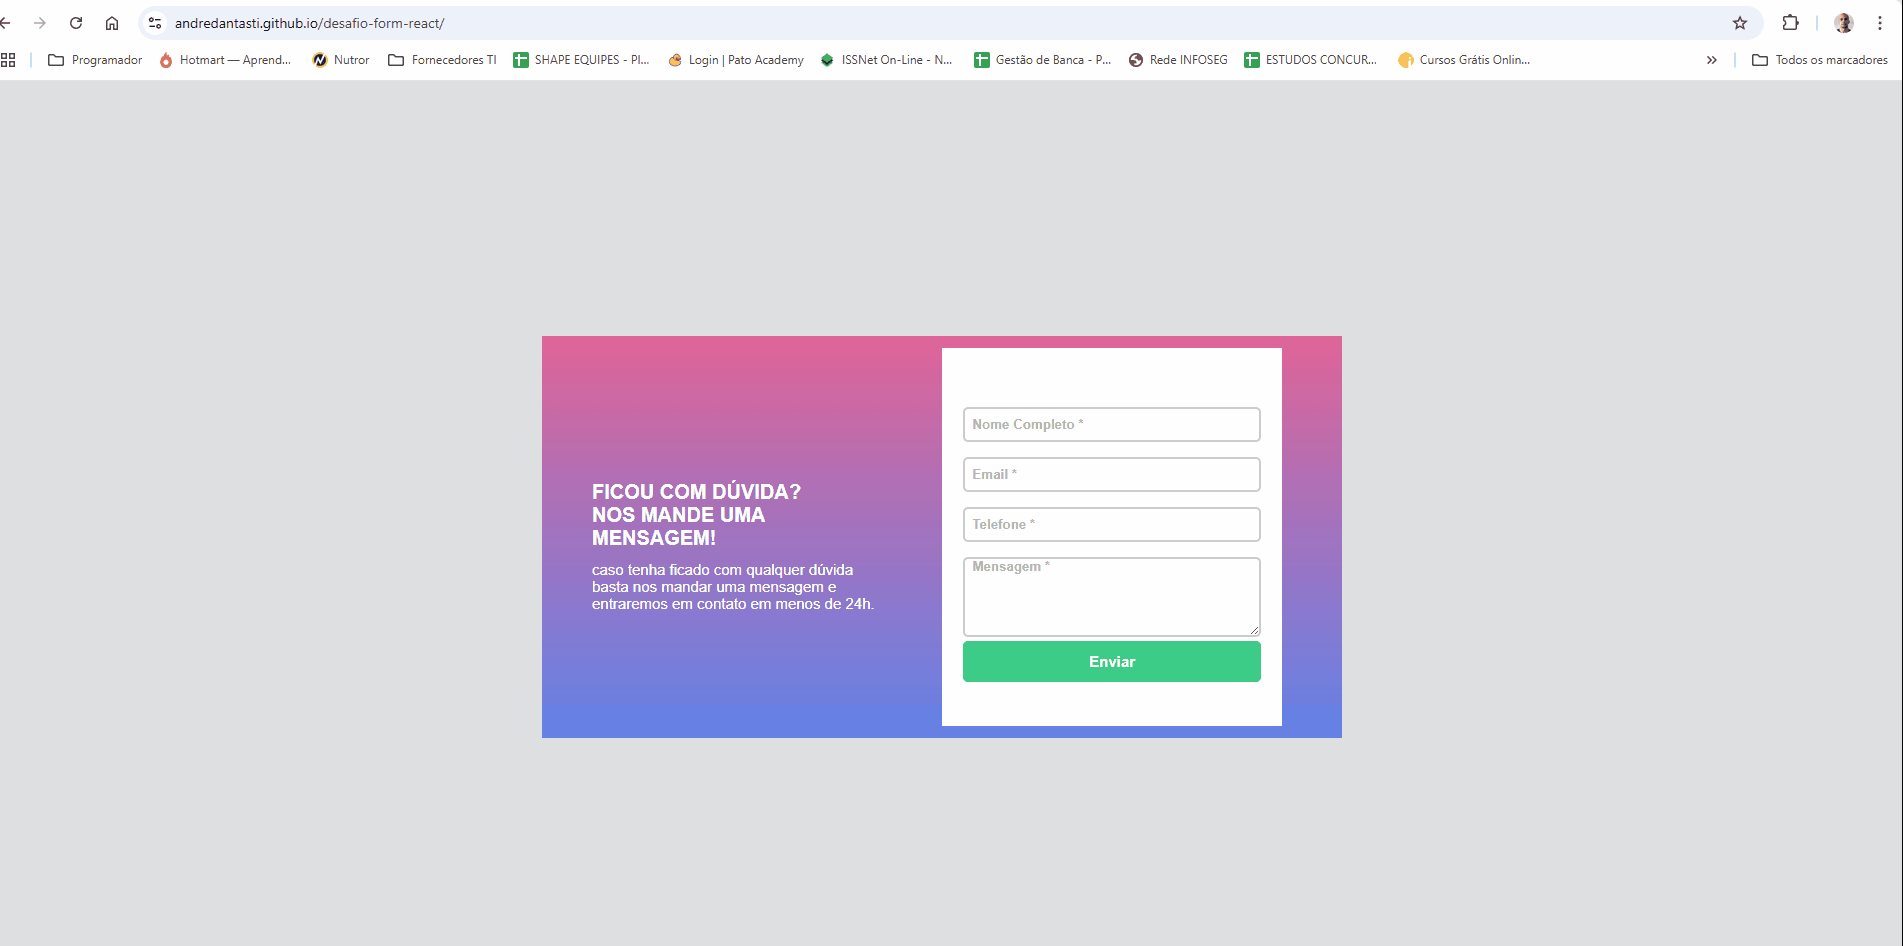 andredantasti.github.io/desafio-form-react/
Programador
Hotmart — Aprend...
Nutror
Fornecedores TI
SHAPE EQUIPES - Pl...
Login | Pato Academy
ISSNet On-Line - N...
Gestão de Banca - P...
Rede INFOSEG
ESTUDOS CONCUR...
Cursos Grátis Onlin...
»
Todos os marcadores
FICOU COM DÚVIDA?
NOS MANDE UMA
MENSAGEM!
caso tenha ficado com qualquer dúvida
basta nos mandar uma mensagem e
entraremos em contato em menos de 24h.
Nome Completo *
Email *
Telefone *
Mensagem *
Enviar